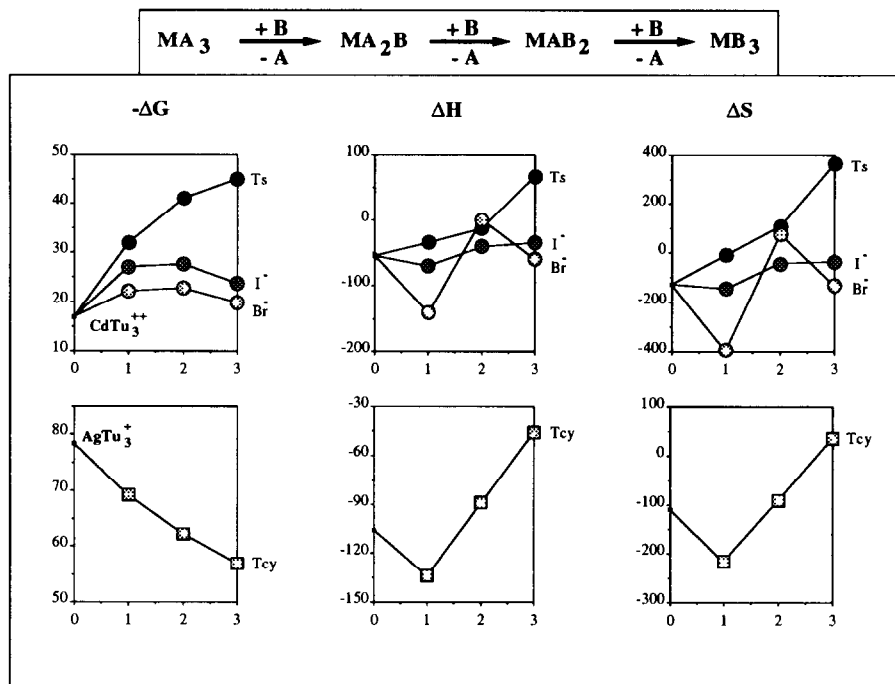 MA3 + B - A MA2B + B - A MAB2 + B - A MB3
-ΔG ΔH ΔS
50
40
30
20
10
0 1 2 3
CdTu3++
Ts
I-
Br-
100
0
-100
-200
0 1 2 3
Ts
I-
Br-
400
200
0
-200
-400
0 1 2 3
Ts
I-
Br-
80
70
60
50
0 1 2 3
AgTu3+
Tcy
-30
-60
-90
-120
-150
0 1 2 3
Tcy
100
0
-100
-200
-300
0 1 2 3
Tcy